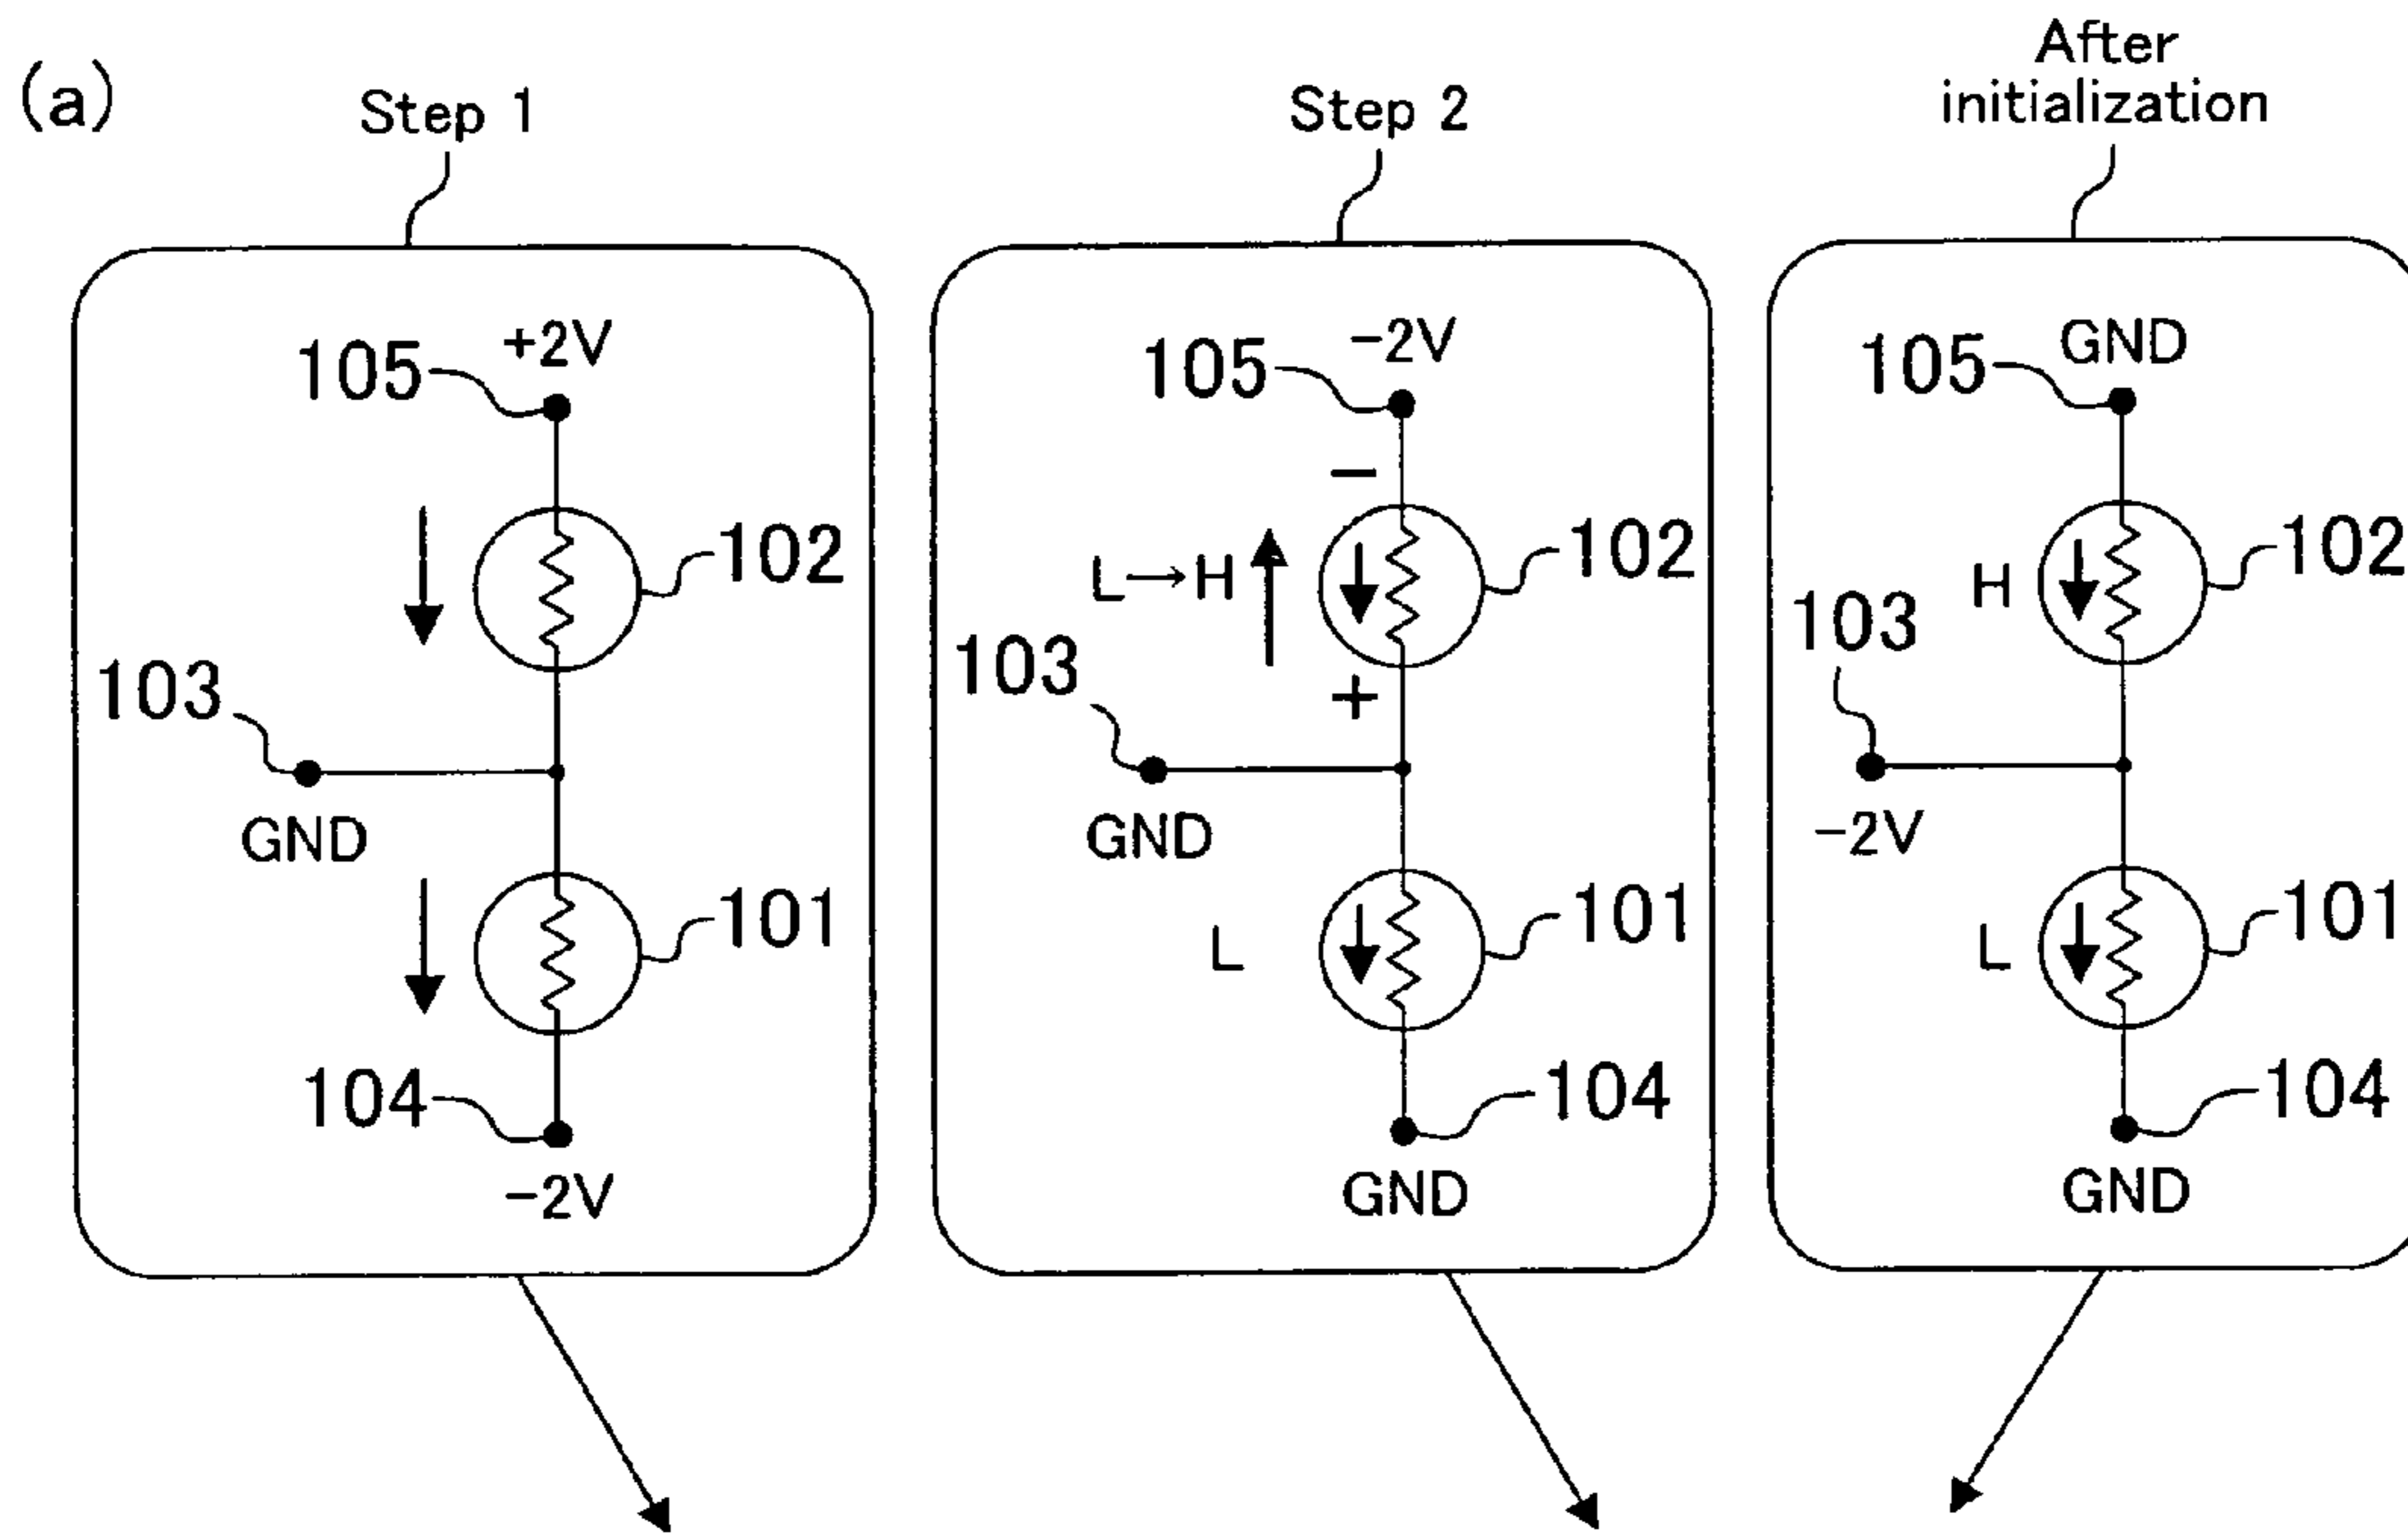 (a)
Step 1
105
+2V
102
103
GND
101
104
-2V
Step 2
105
-2V
−
L→H
102
103
+
GND
L
101
104
GND
After
initialization
105
GND
H
102
103
-2V
L
101
104
GND